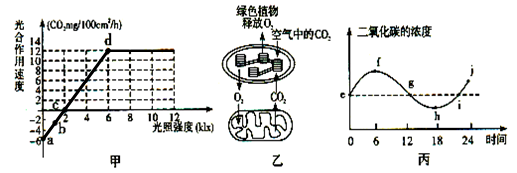 光合作用速度
(CO₂mg/100cm²/h)
14
12
10
8
6
4
2
0
-2
-4
-6
a
b
c
d
2 4 6 8 10 12
光照强度 (klx)
甲
绿色植物
释放O₂
空气中的CO₂
O₂
CO₂
乙
二氧化碳的浓度
e
f
g
h
i
j
0 6 12 18 24 时间
丙